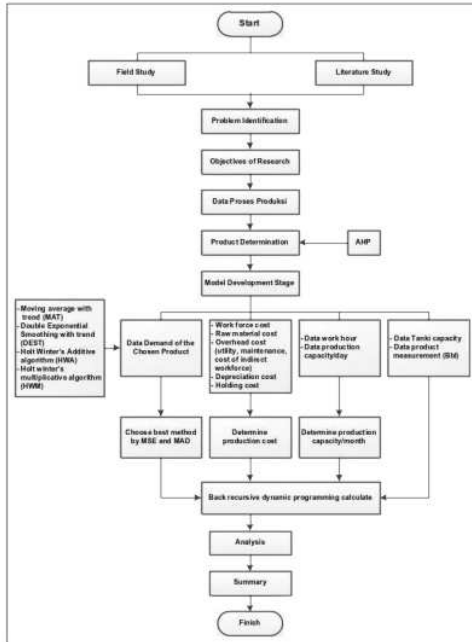 Start
Field Study
Literature Study
Problem Identification
Objectives of Research
Data Proses Produksi
Product Determination
AHP
Model Development Stage
- Moving average with
trend (MAT)
- Double Exponential
Smoothing with trend
(DEST)
- Holt Winter's Additive
algorithm (HWA)
- Holt winter's
multiplicative algorithm
(HWM)
Data Demand of the
Chosen Product
- Work force cost
- Raw material cost
- Overhead cost
(utility, maintenance,
cost of indirect
workforce)
- Depreciation cost
- Holding cost
- Data work hour
- Data production
capacity/day
- Data Tanki capacity
- Data product
measurement (Bbl)
Choose best method
by MSE and MAD
Determine
production cost
Determine production
capacity/month
Back recursive dynamic programming calculate
Analysis
Summary
Finish